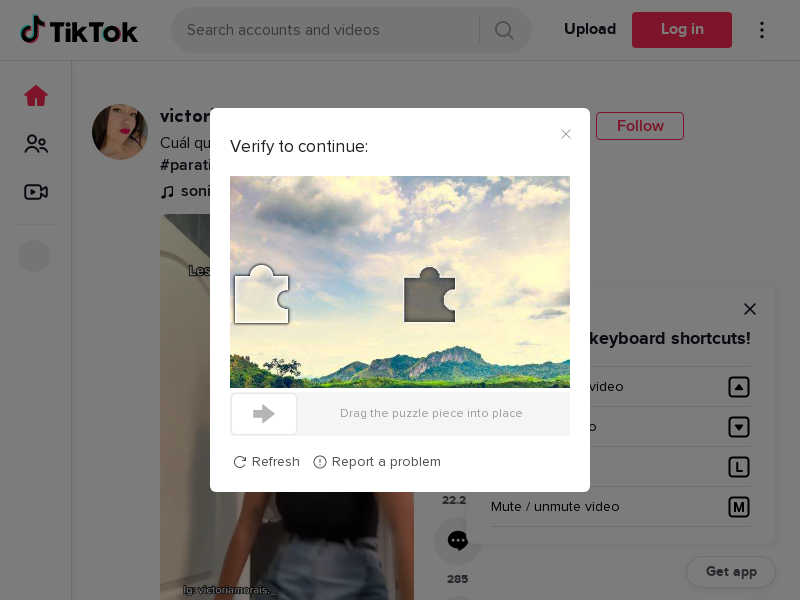 TikTok
Search accounts and videos
Upload
Log in
victori
Follow
Cuál qu
#parati
soni
Les
Verify to continue:
Drag the puzzle piece into place
Refresh
Report a problem
keyboard shortcuts!
video
o
L
Mute / unmute video
M
22.2
285
Get app
Ig: victoriamorais._